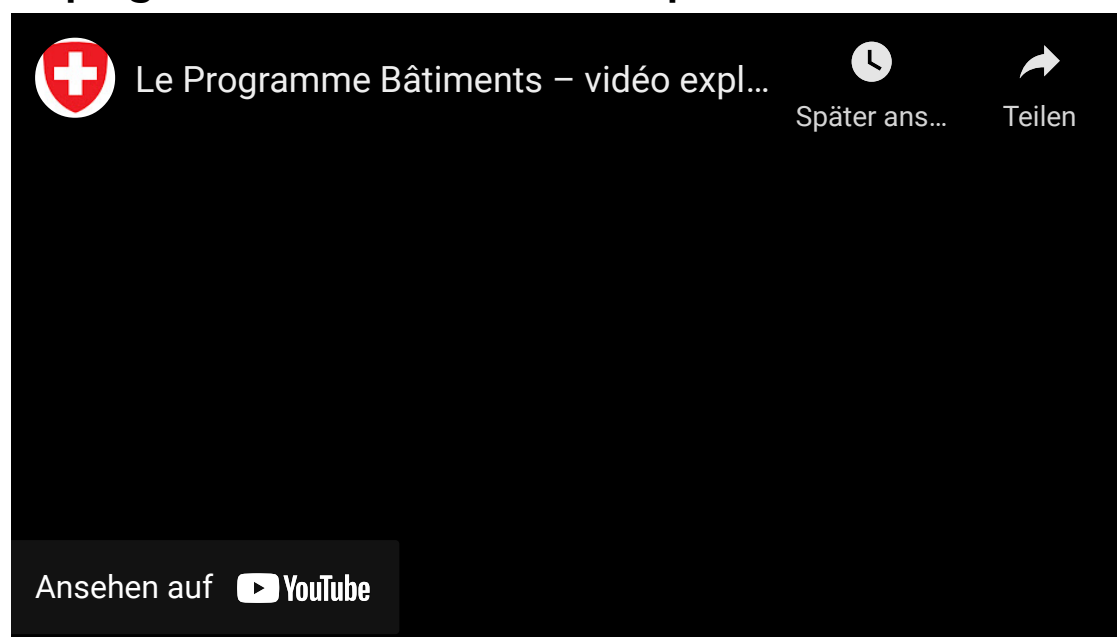 Le Programme Bâtiments – vidéo expl...
Später ans...
Teilen
Ansehen auf YouTube